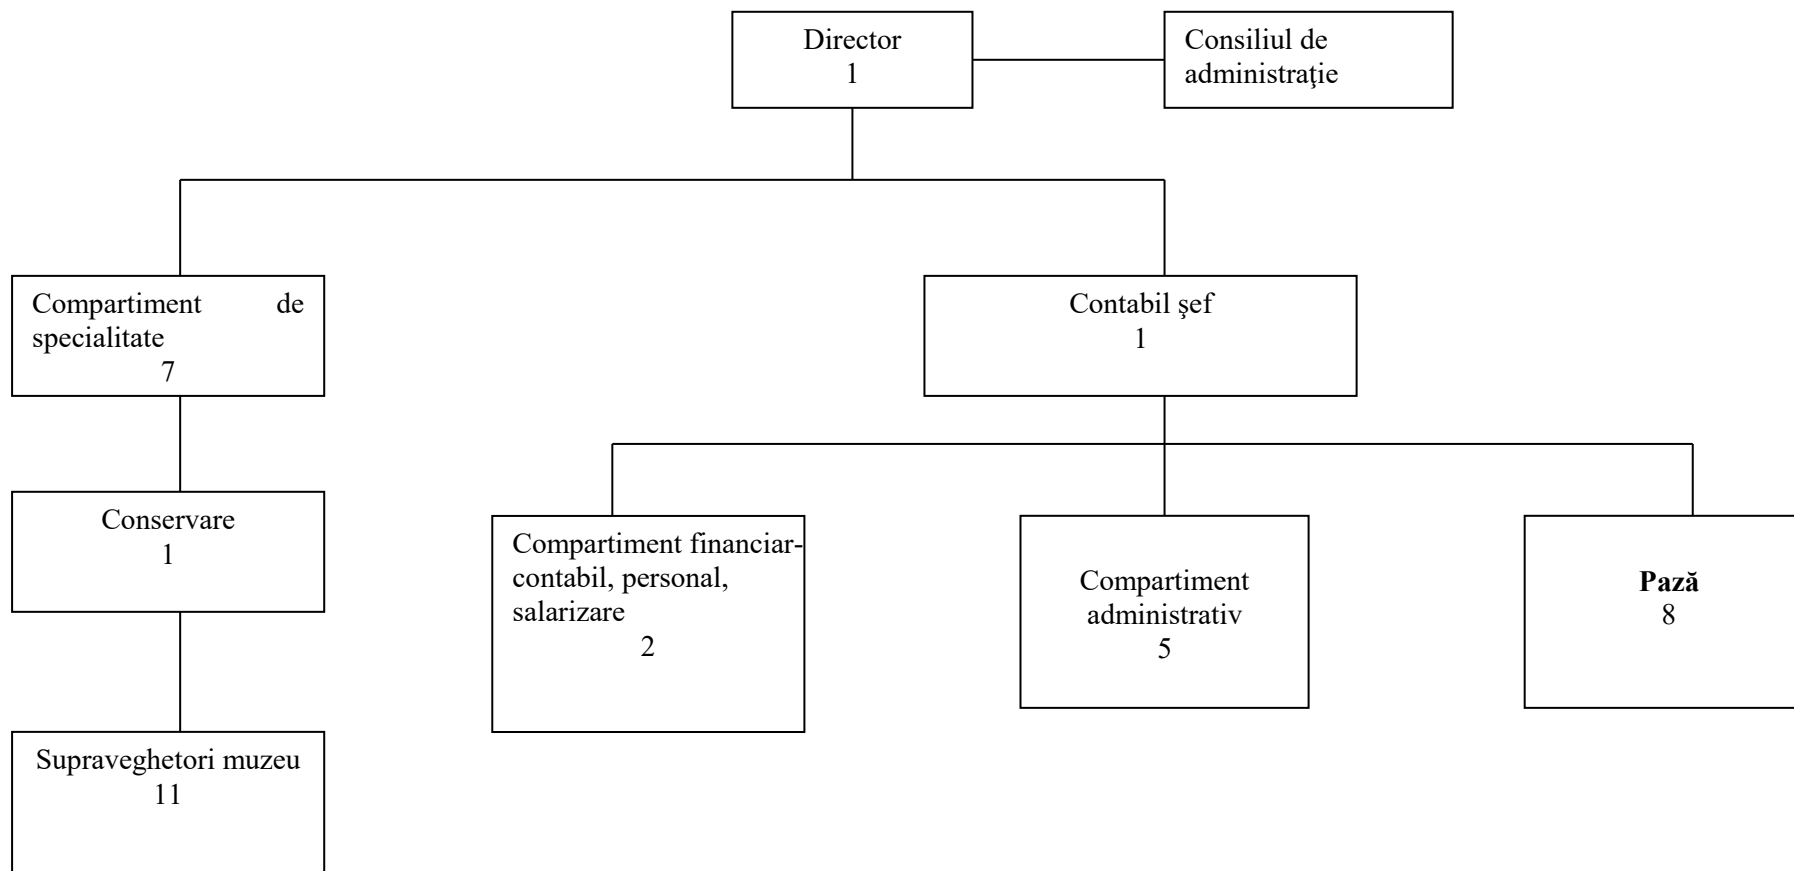 Director
1
Consiliul de
administraţie
Compartiment de
specialitate
7
Contabil şef
1
Conservare
1
Compartiment financiar-
contabil, personal,
salarizare
2
Compartiment
administrativ
5
Pază
8
Supraveghetori muzeu
11